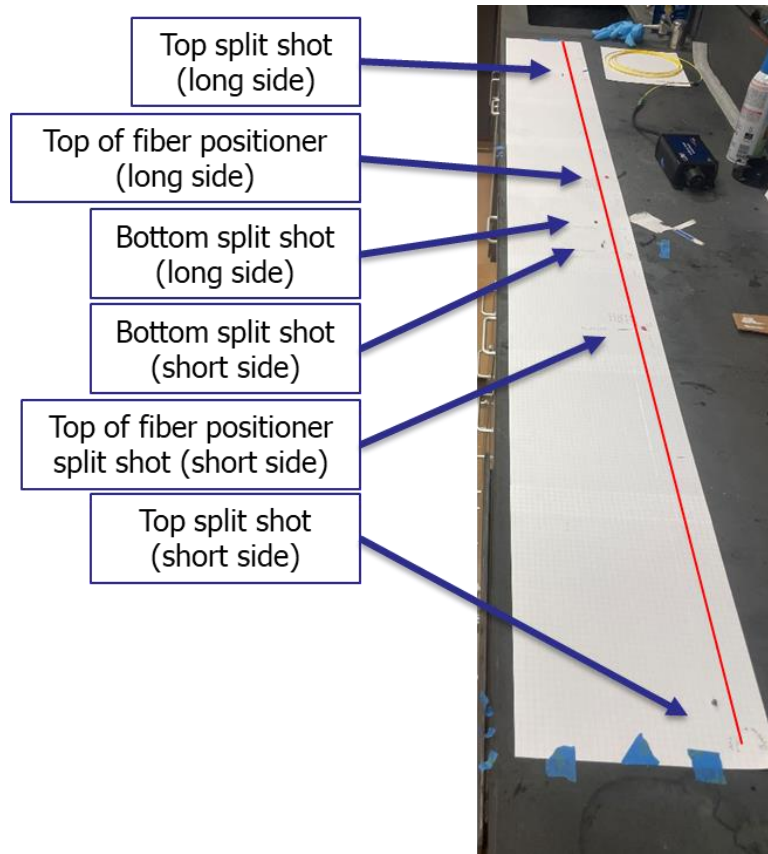 Top split shot
(long side)
Top of fiber positioner
(long side)
Bottom split shot
(long side)
Bottom split shot
(short side)
Top of fiber positioner
split shot (short side)
Top split shot
(short side)